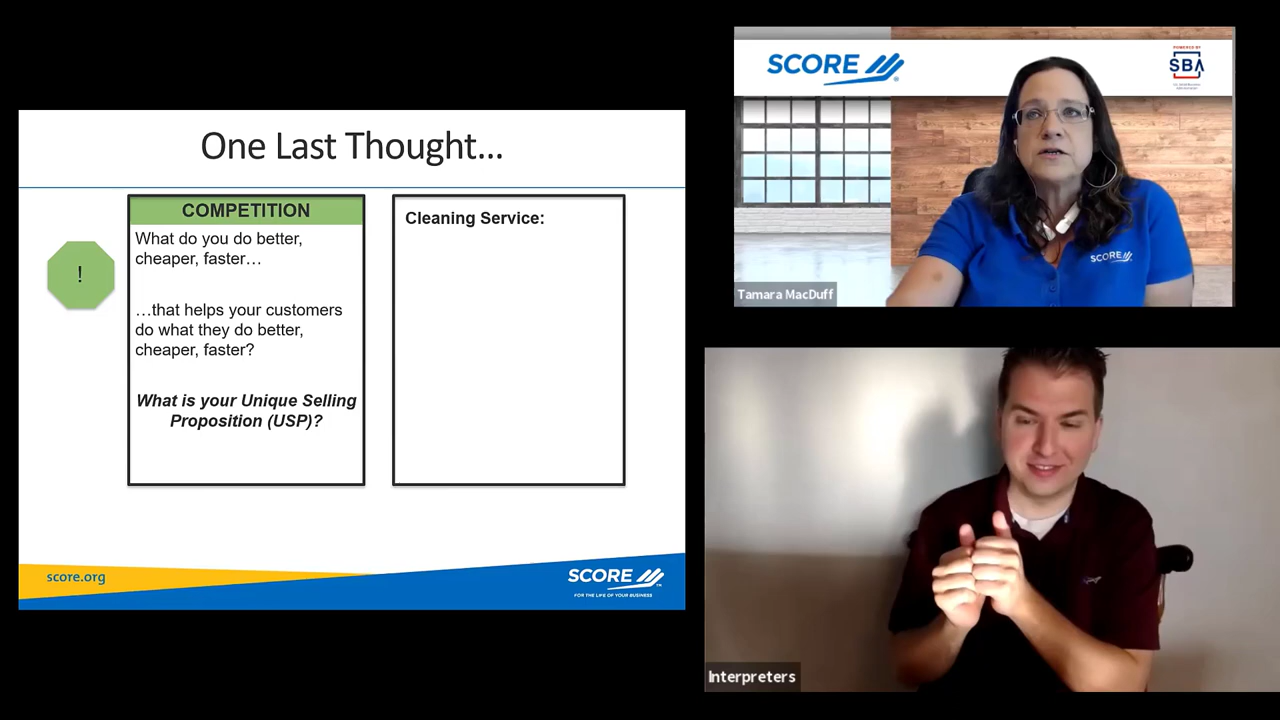 One Last Thought...
COMPETITION
What do you do better,
cheaper, faster…
…that helps your customers
do what they do better,
cheaper, faster?
What is your Unique Selling
Proposition (USP)?
!
Cleaning Service:
score.org
SCORE
FOR THE LIFE OF YOUR BUSINESS
SCORE
POWERED BY
SBA
SCORE
Tamara MacDuff
Interpreters